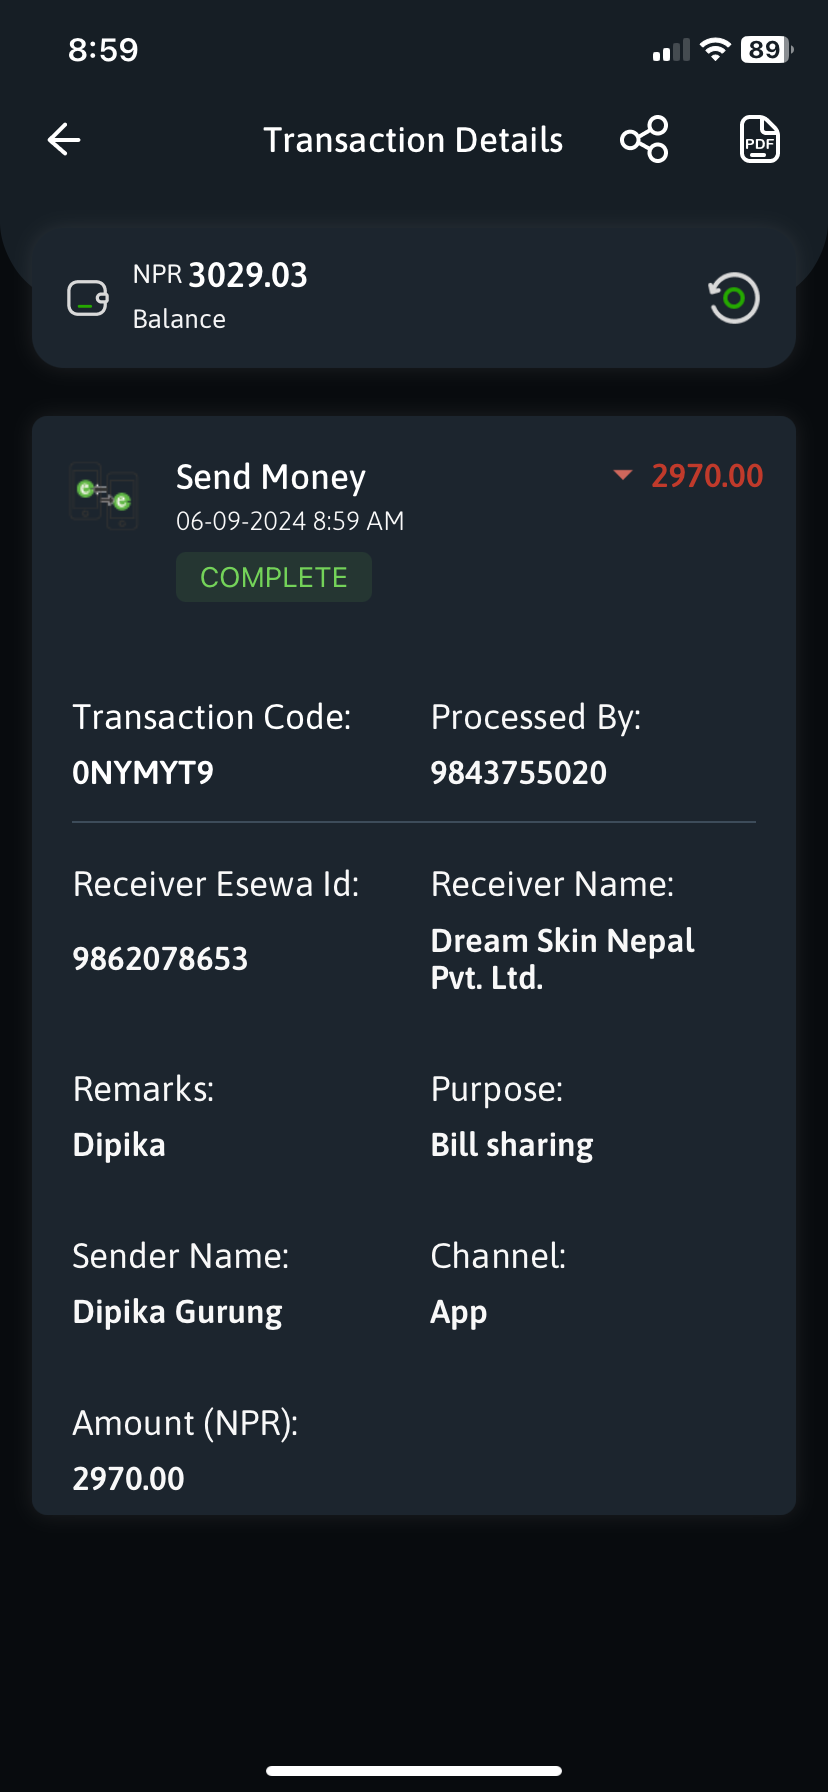 8:59
89
Transaction Details
PDF
NPR 3029.03
Balance
Send Money
2970.00
06-09-2024 8:59 AM
COMPLETE
Transaction Code:
Processed By:
0NYMYT9
9843755020
Receiver Esewa Id:
Receiver Name:
9862078653
Dream Skin Nepal
Pvt. Ltd.
Remarks:
Purpose:
Dipika
Bill sharing
Sender Name:
Channel:
Dipika Gurung
App
Amount (NPR):
2970.00